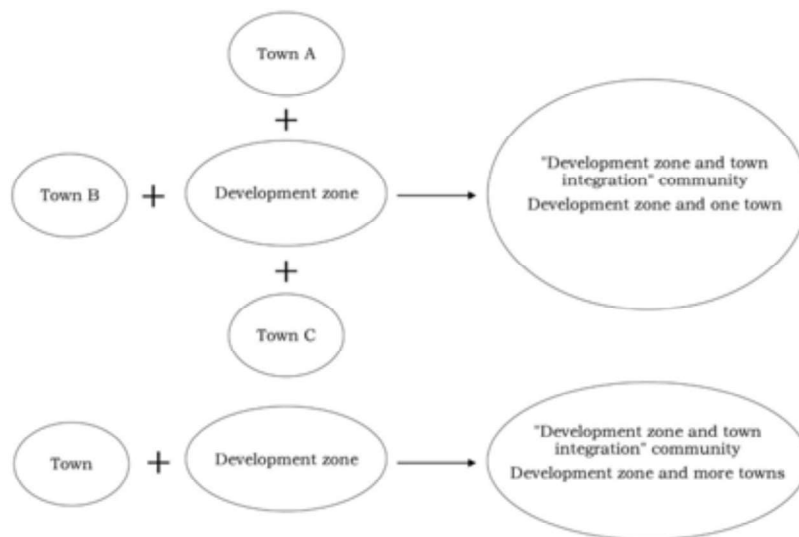 Town A
+
Town B
+
Development zone
"Development zone and town
integration" community
Development zone and one town
+
Town C
Town
+
Development zone
"Development zone and town
integration" community
Development zone and more towns